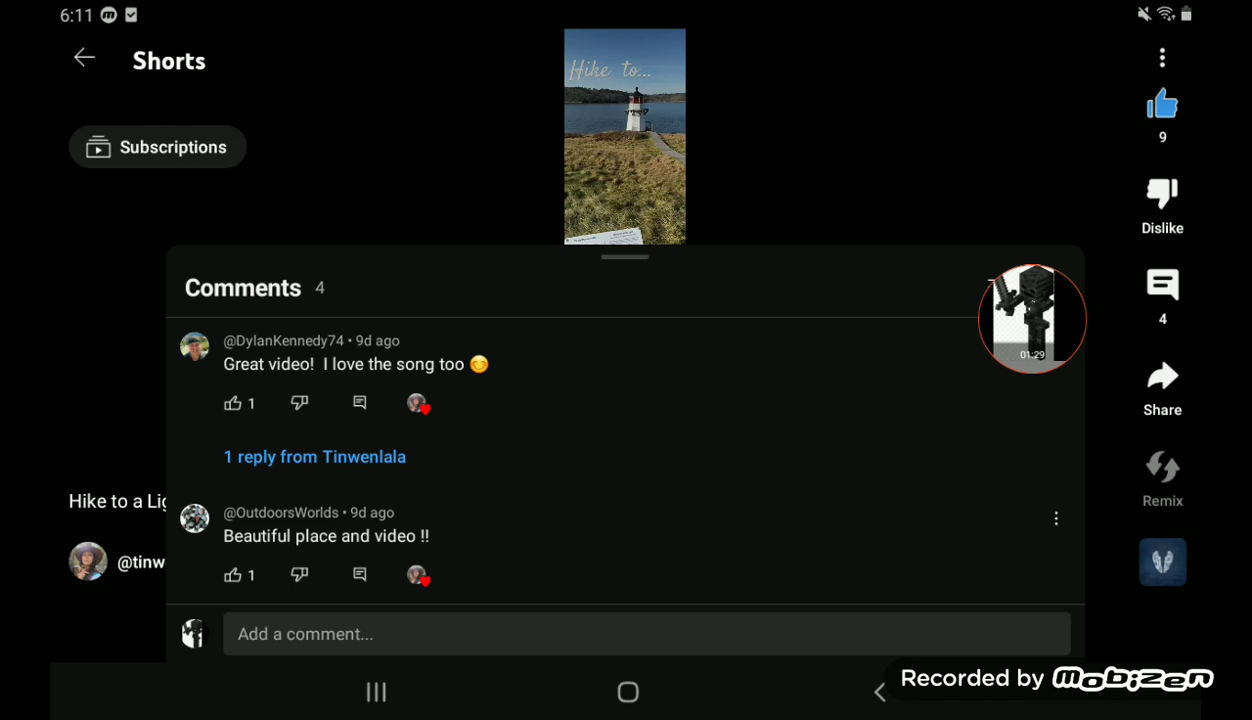 6:11
Shorts
Hike to...
Subscriptions
9
Dislike
Comments 4
4
01:29
@DylanKennedy74 • 9d ago
Great video! I love the song too 😊
1
1 reply from Tinwenlala
Share
Hike to a Lig
@OutdoorsWorlds • 9d ago
Remix
Beautiful place and video !!
@tinw
1
Add a comment...
Recorded by mobizen